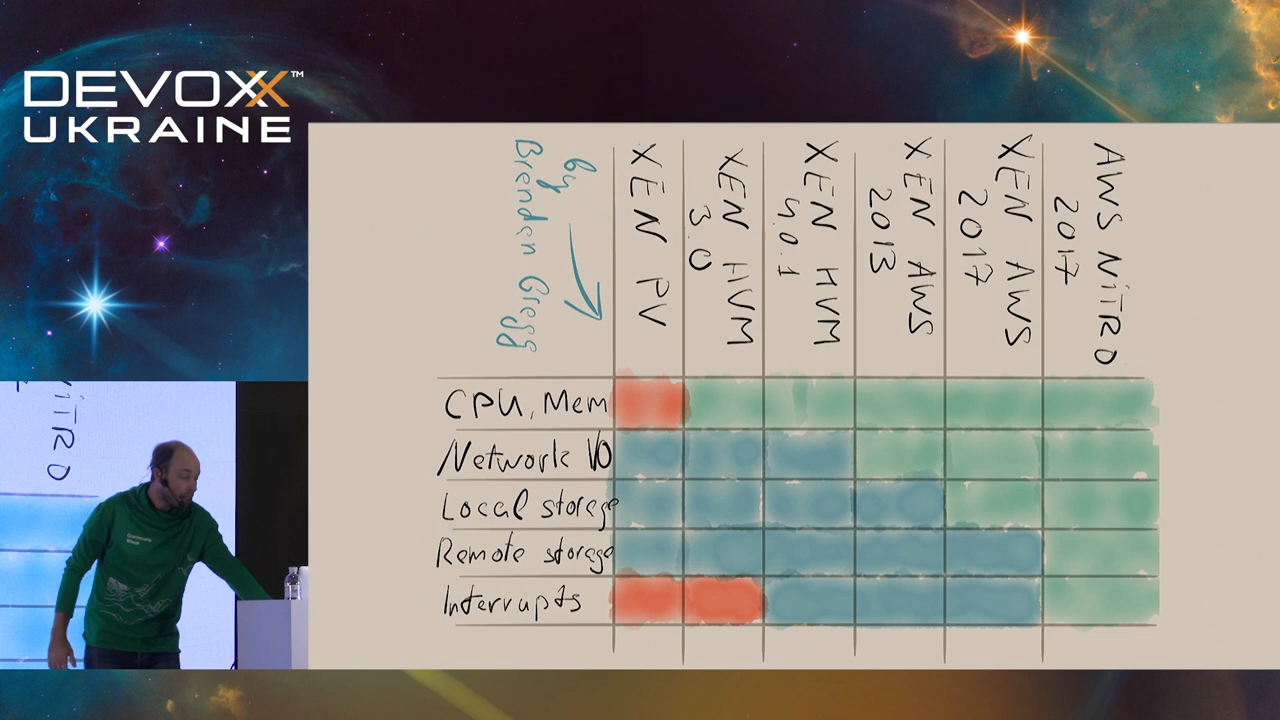 DEVOXX™
UKRAINE
by
Brendan Gregg
XEN PV
XEN HVM
3.0
XEN HVM
4.0.1
XEN AWS
2013
XEN AWS
2017
AWS NiTRO
2017
CPU, Mem
Network I/O
Local storage
Remote storage
Interrupts
NiTRO